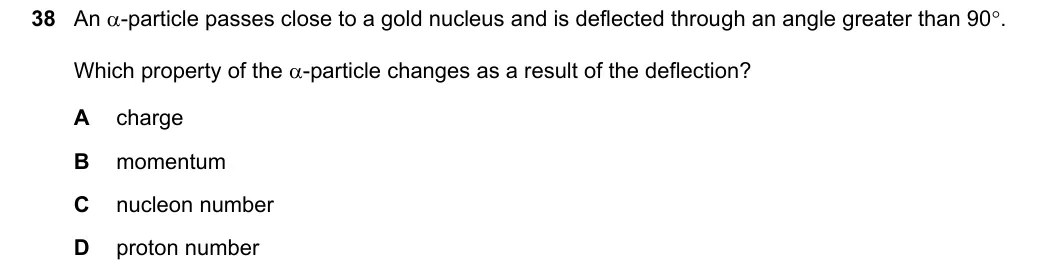 38 An α-particle passes close to a gold nucleus and is deflected through an angle greater than 90°.
Which property of the α-particle changes as a result of the deflection?
A charge
B momentum
C nucleon number
D proton number